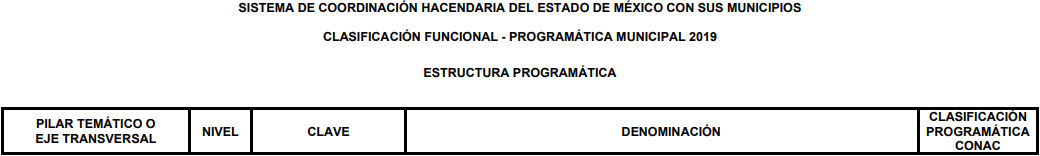 SISTEMA DE COORDINACIÓN HACENDARIA DEL ESTADO DE MÉXICO CON SUS MUNICIPIOS
CLASIFICACIÓN FUNCIONAL - PROGRAMÁTICA MUNICIPAL 2019
ESTRUCTURA PROGRAMÁTICA
PILAR TEMÁTICO O
EJE TRANSVERSAL
NIVEL
CLAVE
DENOMINACIÓN
CLASIFICACIÓN
PROGRAMÁTICA
CONAC